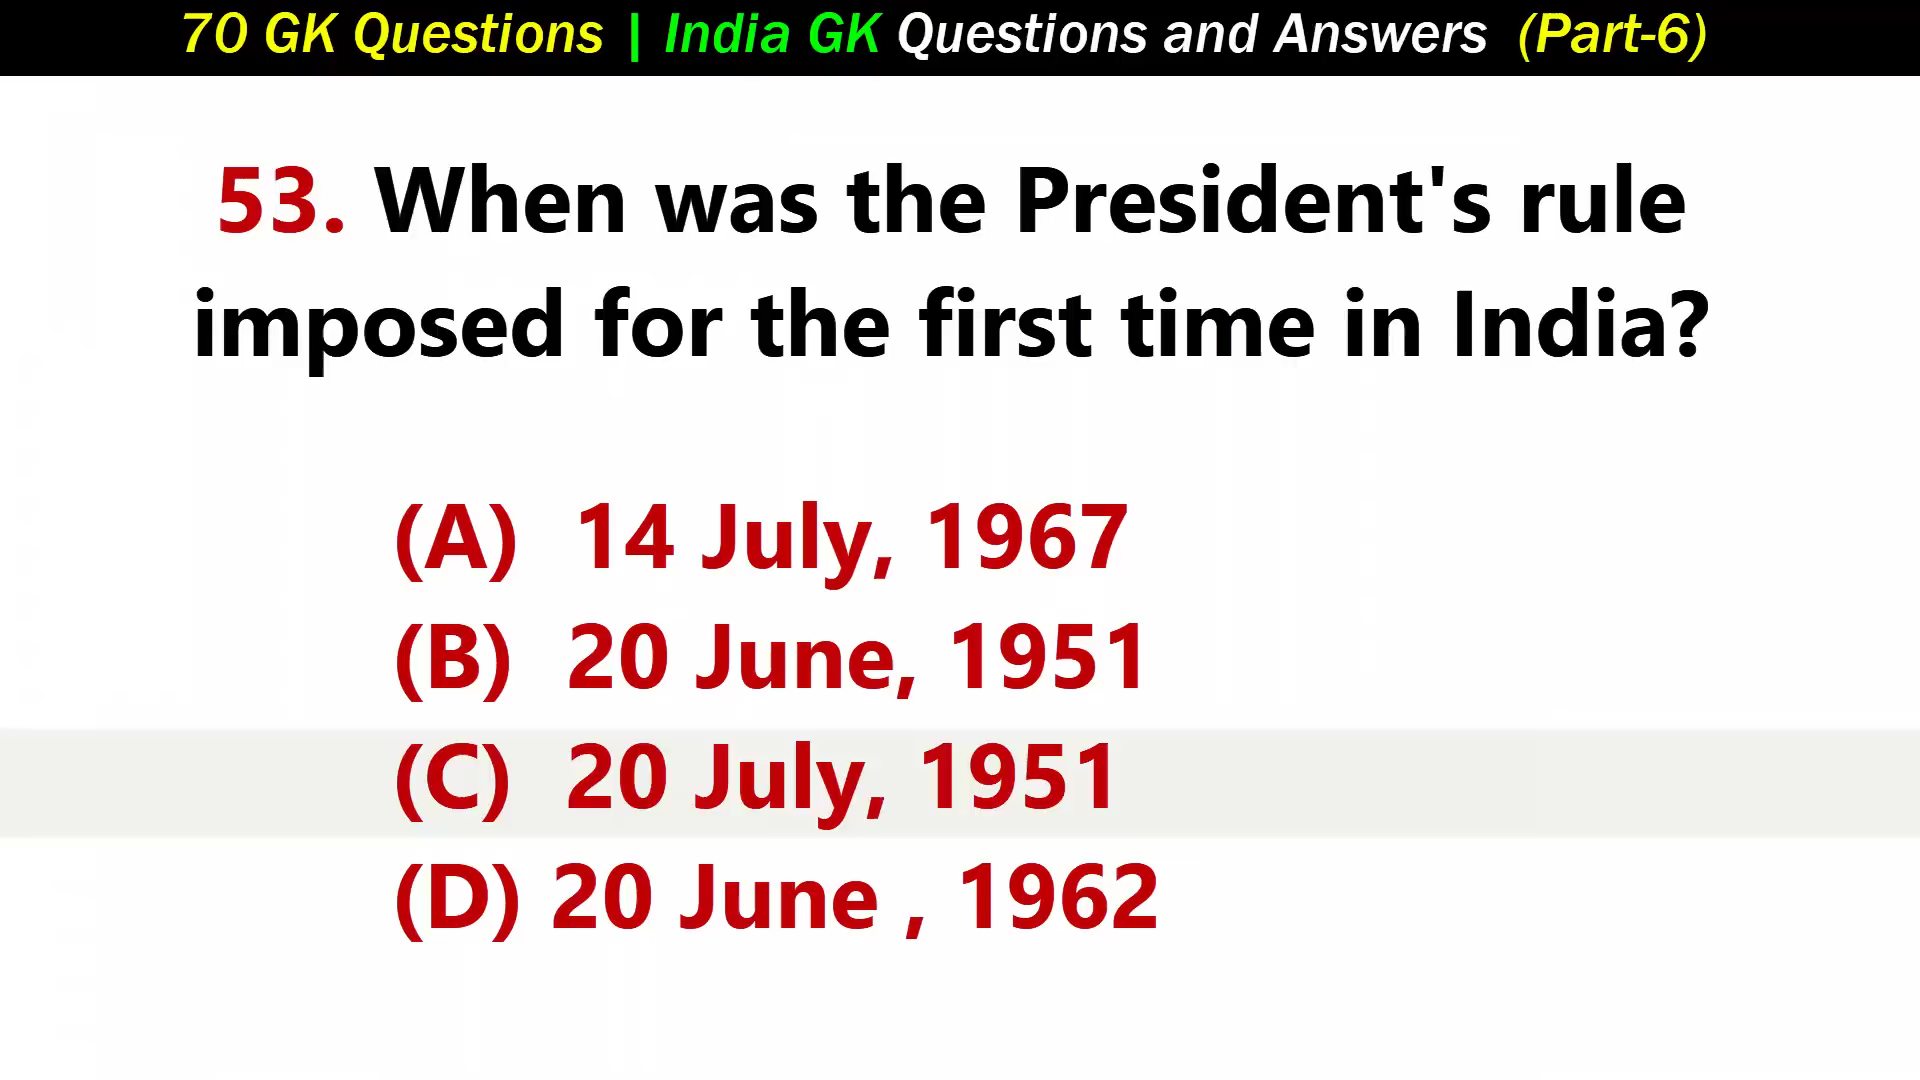 70 GK Questions | India GK Questions and Answers (Part-6)
53. When was the President's rule
imposed for the first time in India?
(A) 14 July, 1967
(B) 20 June, 1951
(C) 20 July, 1951
(D) 20 June , 1962